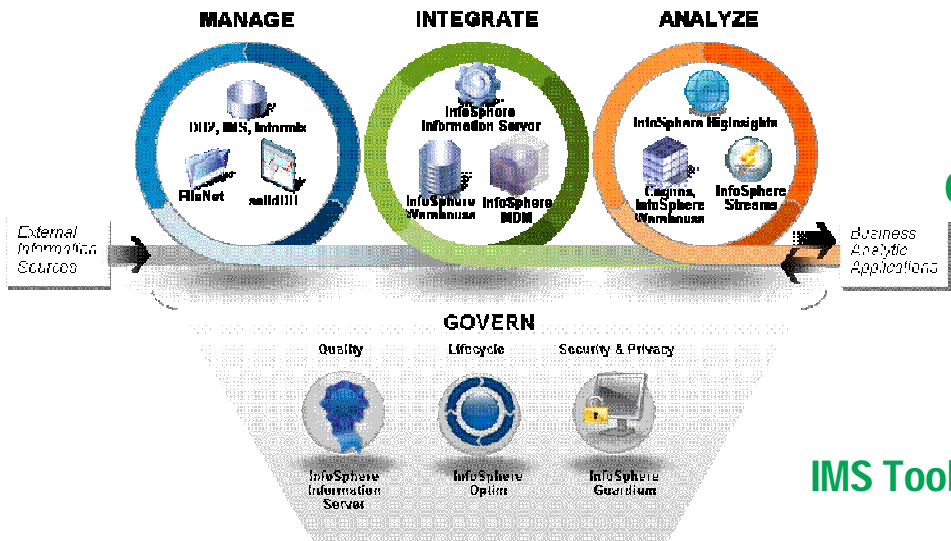 MANAGE
INTEGRATE
ANALYZE
DB2, IMS, Informix
FileNet
solidDB
InfoSphere
Information Server
InfoSphere
Warehouse
InfoSphere
MDM
InfoSphere BigInsights
Cognos,
InfoSphere
Warehouse
InfoSphere
Streams
External
Information
Sources
Business
Analytic
Applications
GOVERN
Quality
Lifecycle
Security & Privacy
InfoSphere
Information
Server
InfoSphere
Optim
InfoSphere
Guardium
IMS Tool